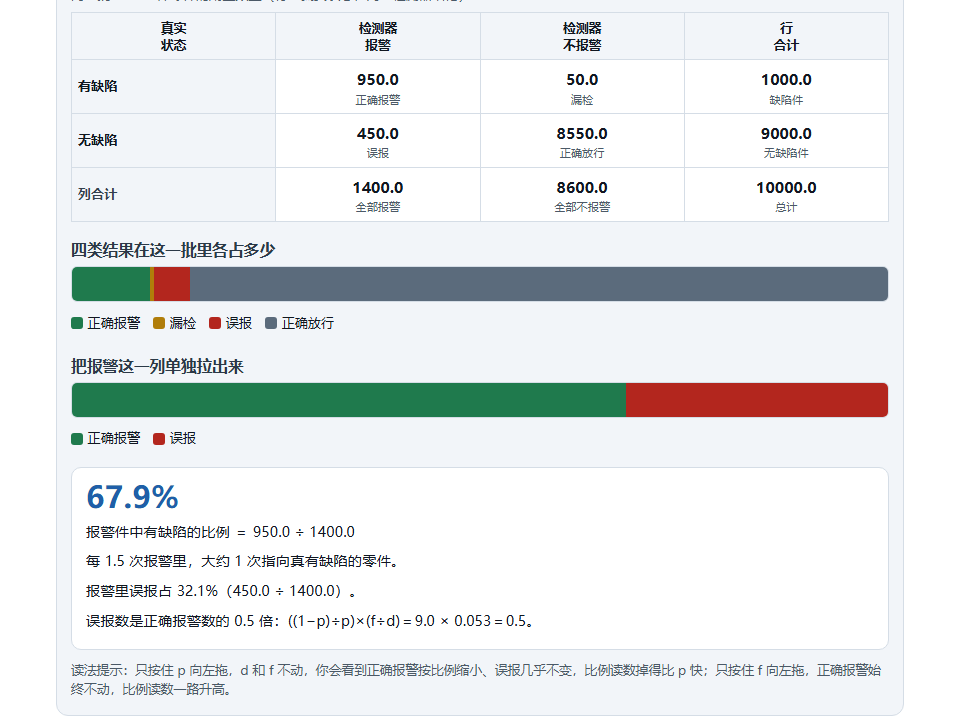 真实
状态
检测器
报警
检测器
不报警
行
合计
有缺陷
950.0
正确报警
50.0
漏检
1000.0
缺陷件
无缺陷
450.0
误报
8550.0
正确放行
9000.0
无缺陷件
列合计
1400.0
全部报警
8600.0
全部不报警
10000.0
总计
四类结果在这一批里各占多少
正确报警 漏检 误报 正确放行
把报警这一列单独拉出来
正确报警 误报
67.9%
报警件中有缺陷的比例 = 950.0 ÷ 1400.0
每 1.5 次报警里，大约 1 次指向真有缺陷的零件。
报警里误报占 32.1%（450.0 ÷ 1400.0）。
误报数是正确报警数的 0.5 倍：((1−p)÷p)×(f÷d)＝9.0 × 0.053＝0.5。
读法提示：只按住 p 向左拖，d 和 f 不动，你会看到正确报警按比例缩小、误报几乎不变，比例读数掉得比 p 快；只按住 f 向左拖，正确报警始
终不动，比例读数一路升高。